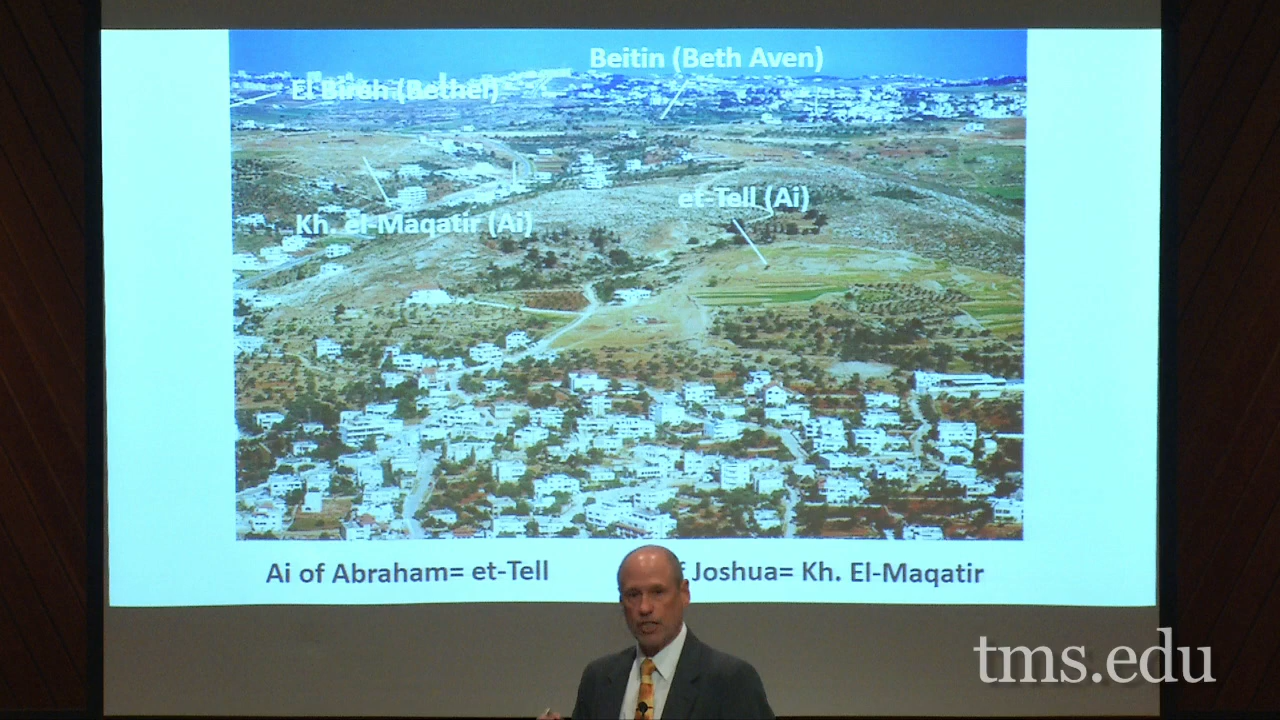 Beitin (Beth Aven)
El Bireh (Bethel)
et-Tell (Ai)
Kh. el-Maqatir (Ai)
Ai of Abraham= et-Tell
Joshua= Kh. El-Maqatir
tms.edu